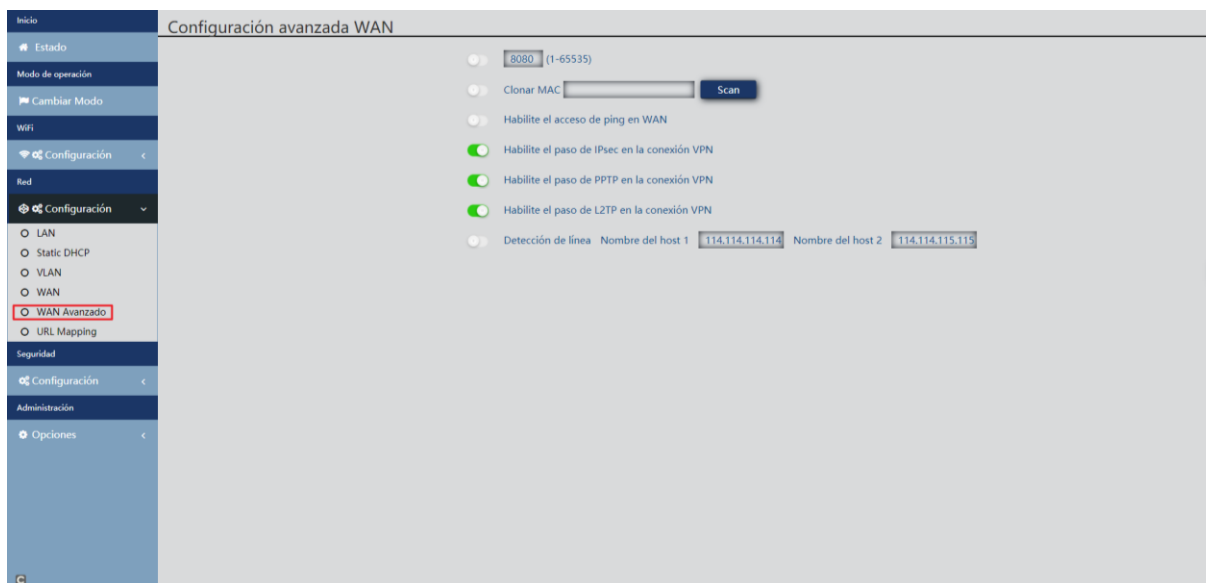 Inicio
Estado
Modo de operación
Cambiar Modo
WiFi
Configuración
Red
Configuración
LAN
Static DHCP
VLAN
WAN
WAN Avanzado
URL Mapping
Seguridad
Configuración
Administración
Opciones
Configuración avanzada WAN
8080 (1-65535)
Clonar MAC Scan
Habilite el acceso de ping en WAN
Habilite el paso de IPsec en la conexión VPN
Habilite el paso de PPTP en la conexión VPN
Habilite el paso de L2TP en la conexión VPN
Detección de línea Nombre del host 1 114.114.114.114 Nombre del host 2 114.114.115.115